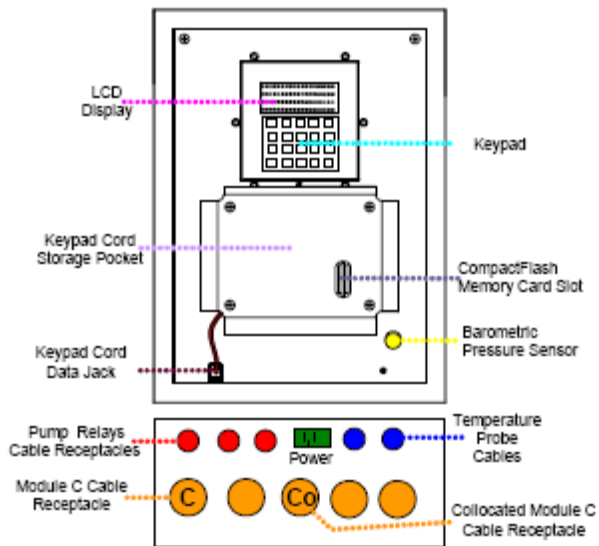 LCD
Display
Keypad
Keypad Cord
Storage Pocket
CompactFlash
Memory Card Slot
Barometric
Pressure Sensor
Keypad Cord
Data Jack
Pump Relays
Cable Receptacles
Power
Temperature
Probe
Cables
Module C Cable
Receptacle
C
Co
Collocated Module C
Cable Receptacle